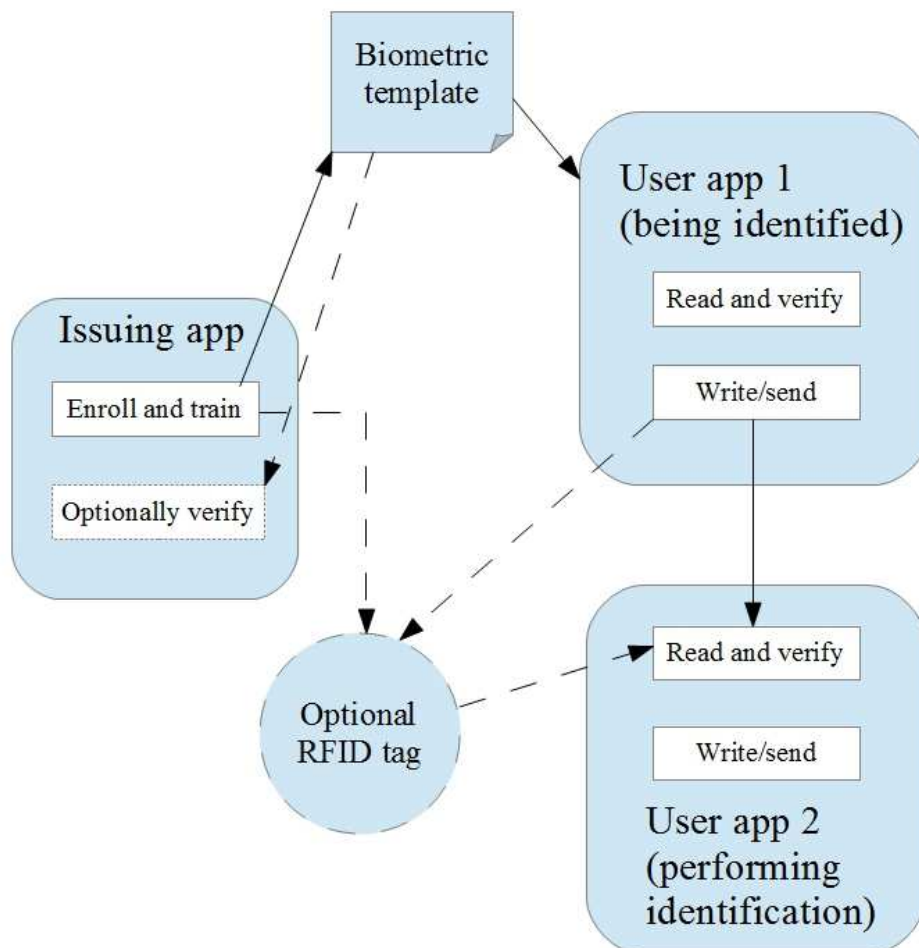 Biometric
template
User app 1
(being identified)
Read and verify
Write/send
Issuing app
Enroll and train
Optionally verify
Optional
RFID tag
Read and verify
Write/send
User app 2
(performing
identification)